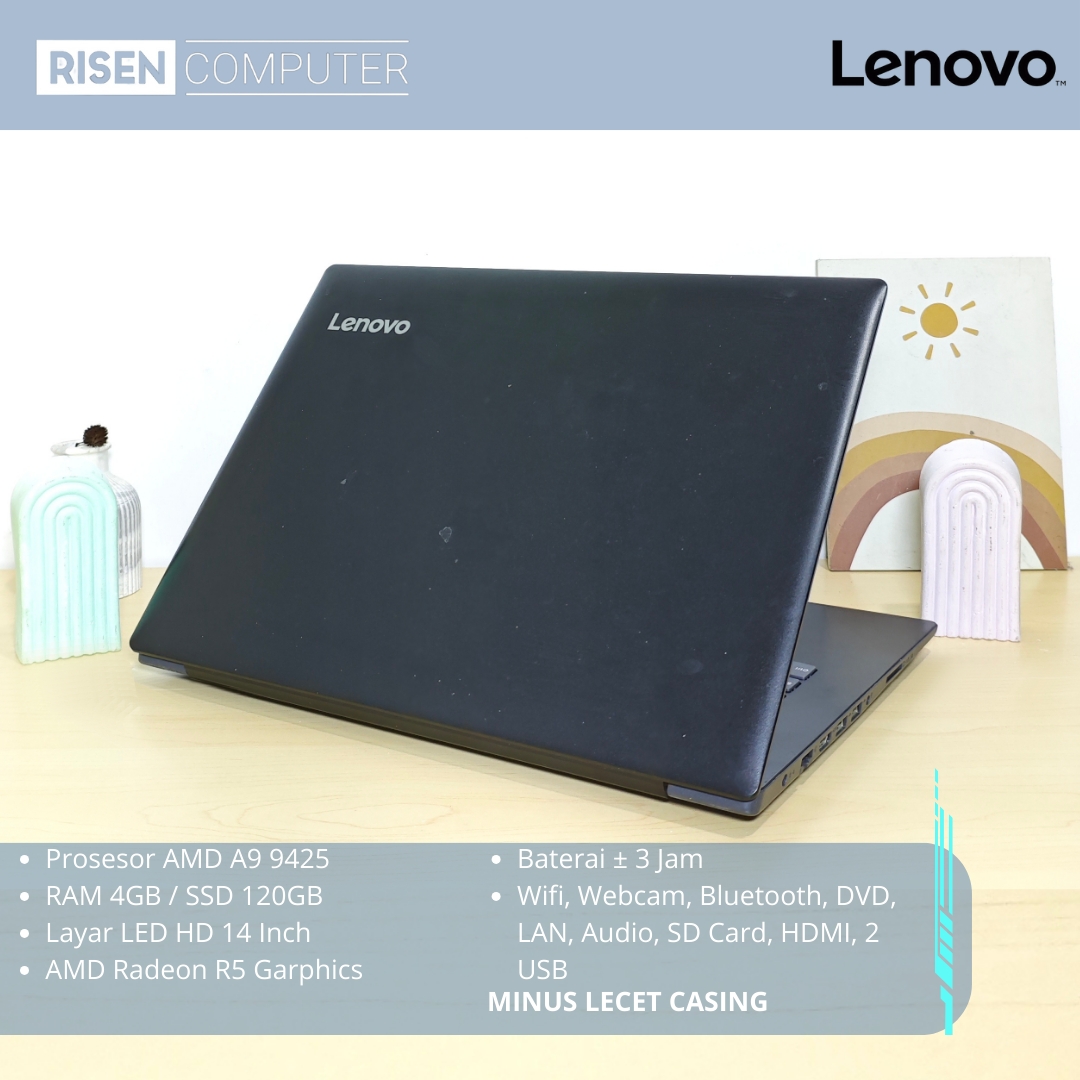 RISEN COMPUTER
Lenovo™
Lenovo
• Prosesor AMD A9 9425
• RAM 4GB / SSD 120GB
• Layar LED HD 14 Inch
• AMD Radeon R5 Garphics
• Baterai ± 3 Jam
• Wifi, Webcam, Bluetooth, DVD,
LAN, Audio, SD Card, HDMI, 2
USB
MINUS LECET CASING